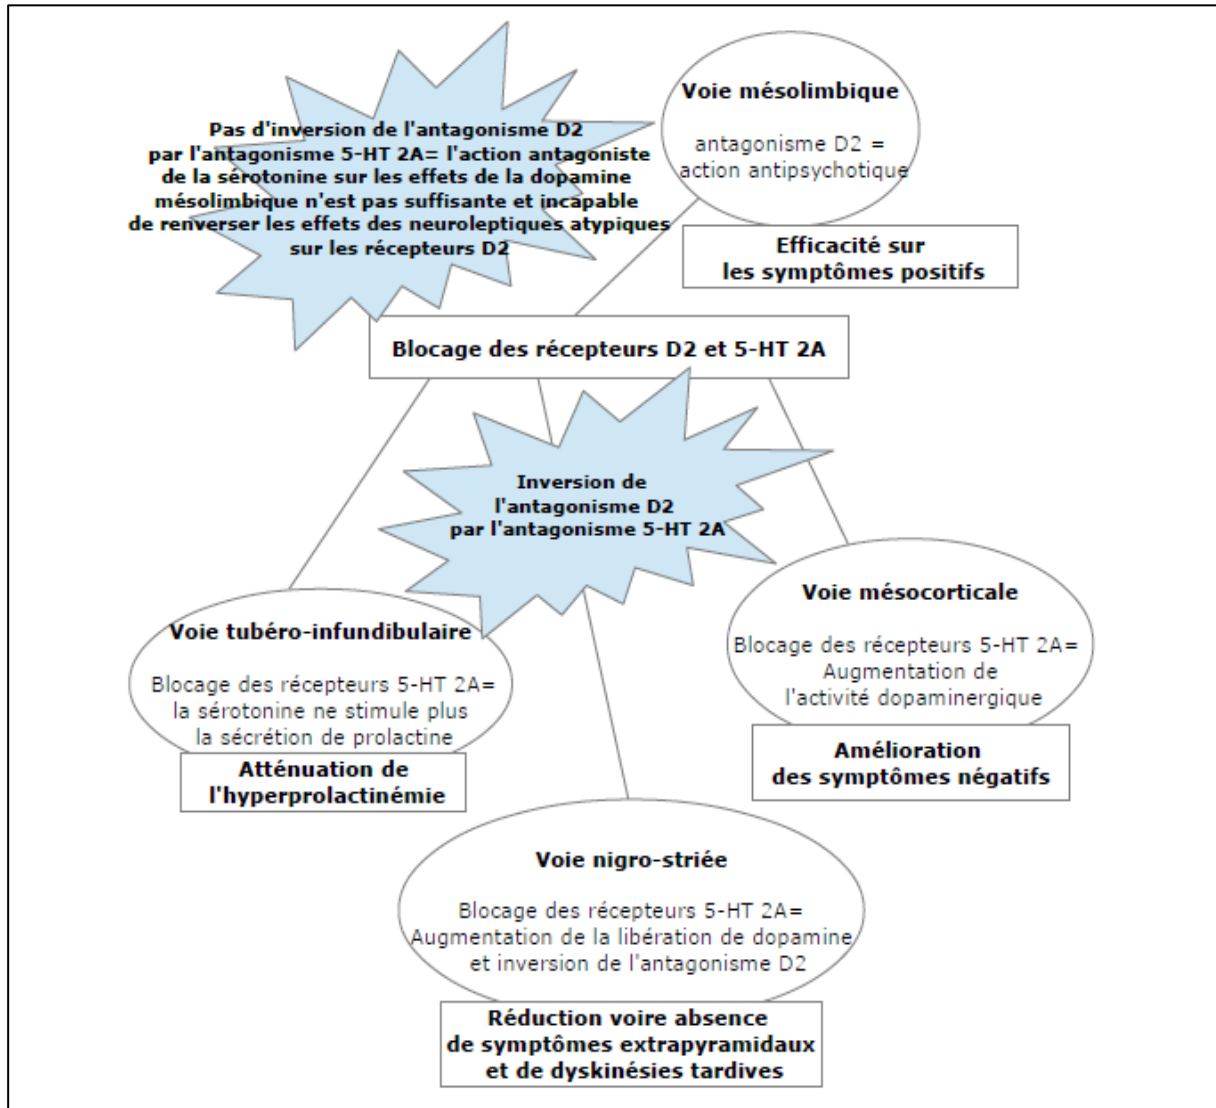 Pas d'inversion de l'antagonisme D2
par l'antagonisme 5-HT 2A= l'action antagoniste
de la sérotonine sur les effets de la dopamine
mésolimbique n'est pas suffisante et incapable
de renverser les effets des neuroleptiques atypiques
sur les récepteurs D2
Voie mésolimbique
antagonisme D2 =
action antipsychotique
Efficacité sur
les symptômes positifs
Blocage des récepteurs D2 et 5-HT 2A
Inversion de
l'antagonisme D2
par l'antagonisme 5-HT 2A
Voie tubéro-infundibulaire
Blocage des récepteurs 5-HT 2A=
la sérotonine ne stimule plus
la sécrétion de prolactine
Atténuation de
l'hyperprolactinémie
Voie mésocorticale
Blocage des récepteurs 5-HT 2A=
Augmentation de
l'activité dopaminergique
Amélioration
des symptômes négatifs
Voie nigro-striée
Blocage des récepteurs 5-HT 2A=
Augmentation de la libération de dopamine
et inversion de l'antagonisme D2
Réduction voire absence
de symptômes extrapyramidaux
et de dyskinésies tardives